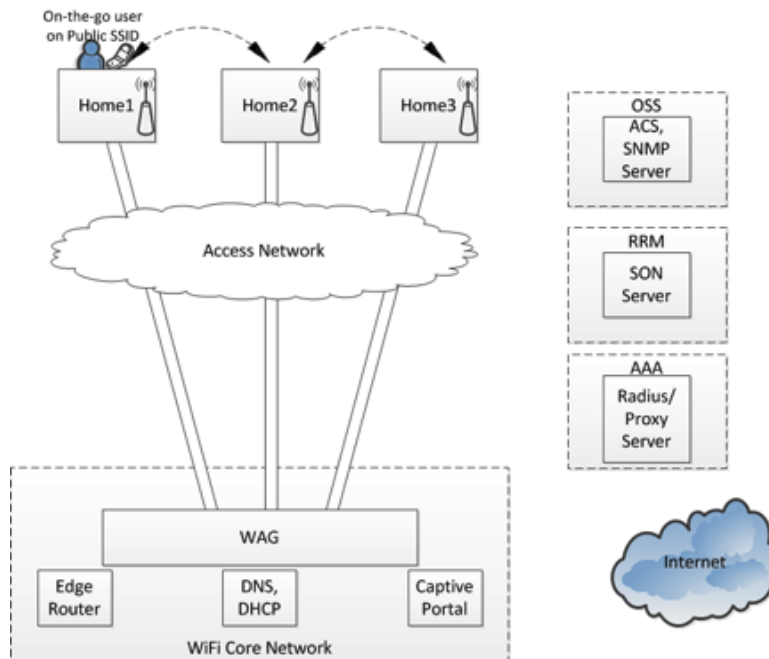 On-the-go user
on Public SSID
Home1
Home2
Home3
Access Network
OSS
ACS,
SNMP
Server
RRM
SON
Server
AAA
Radius/
Proxy
Server
WAG
Edge
Router
DNS,
DHCP
Captive
Portal
WiFi Core Network
Internet